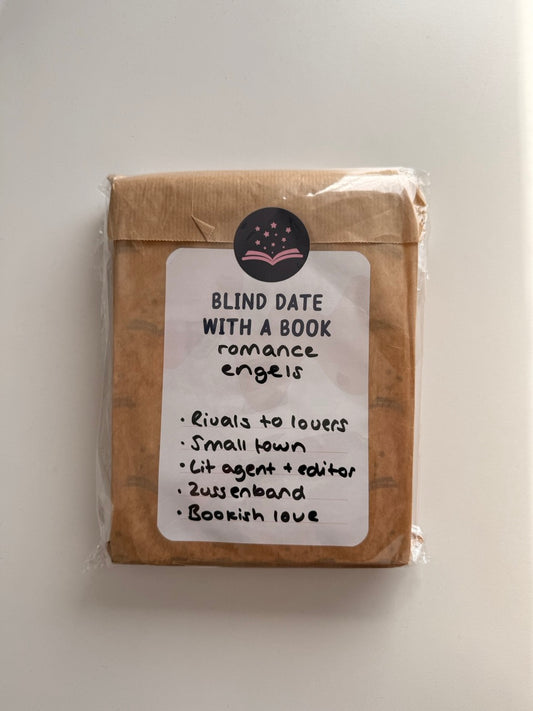 BLIND DATE
WITH A BOOK
romance
engels
• Rivals to lovers
• Small town
• Lit agent + editor
• Zussenband
• Bookish love